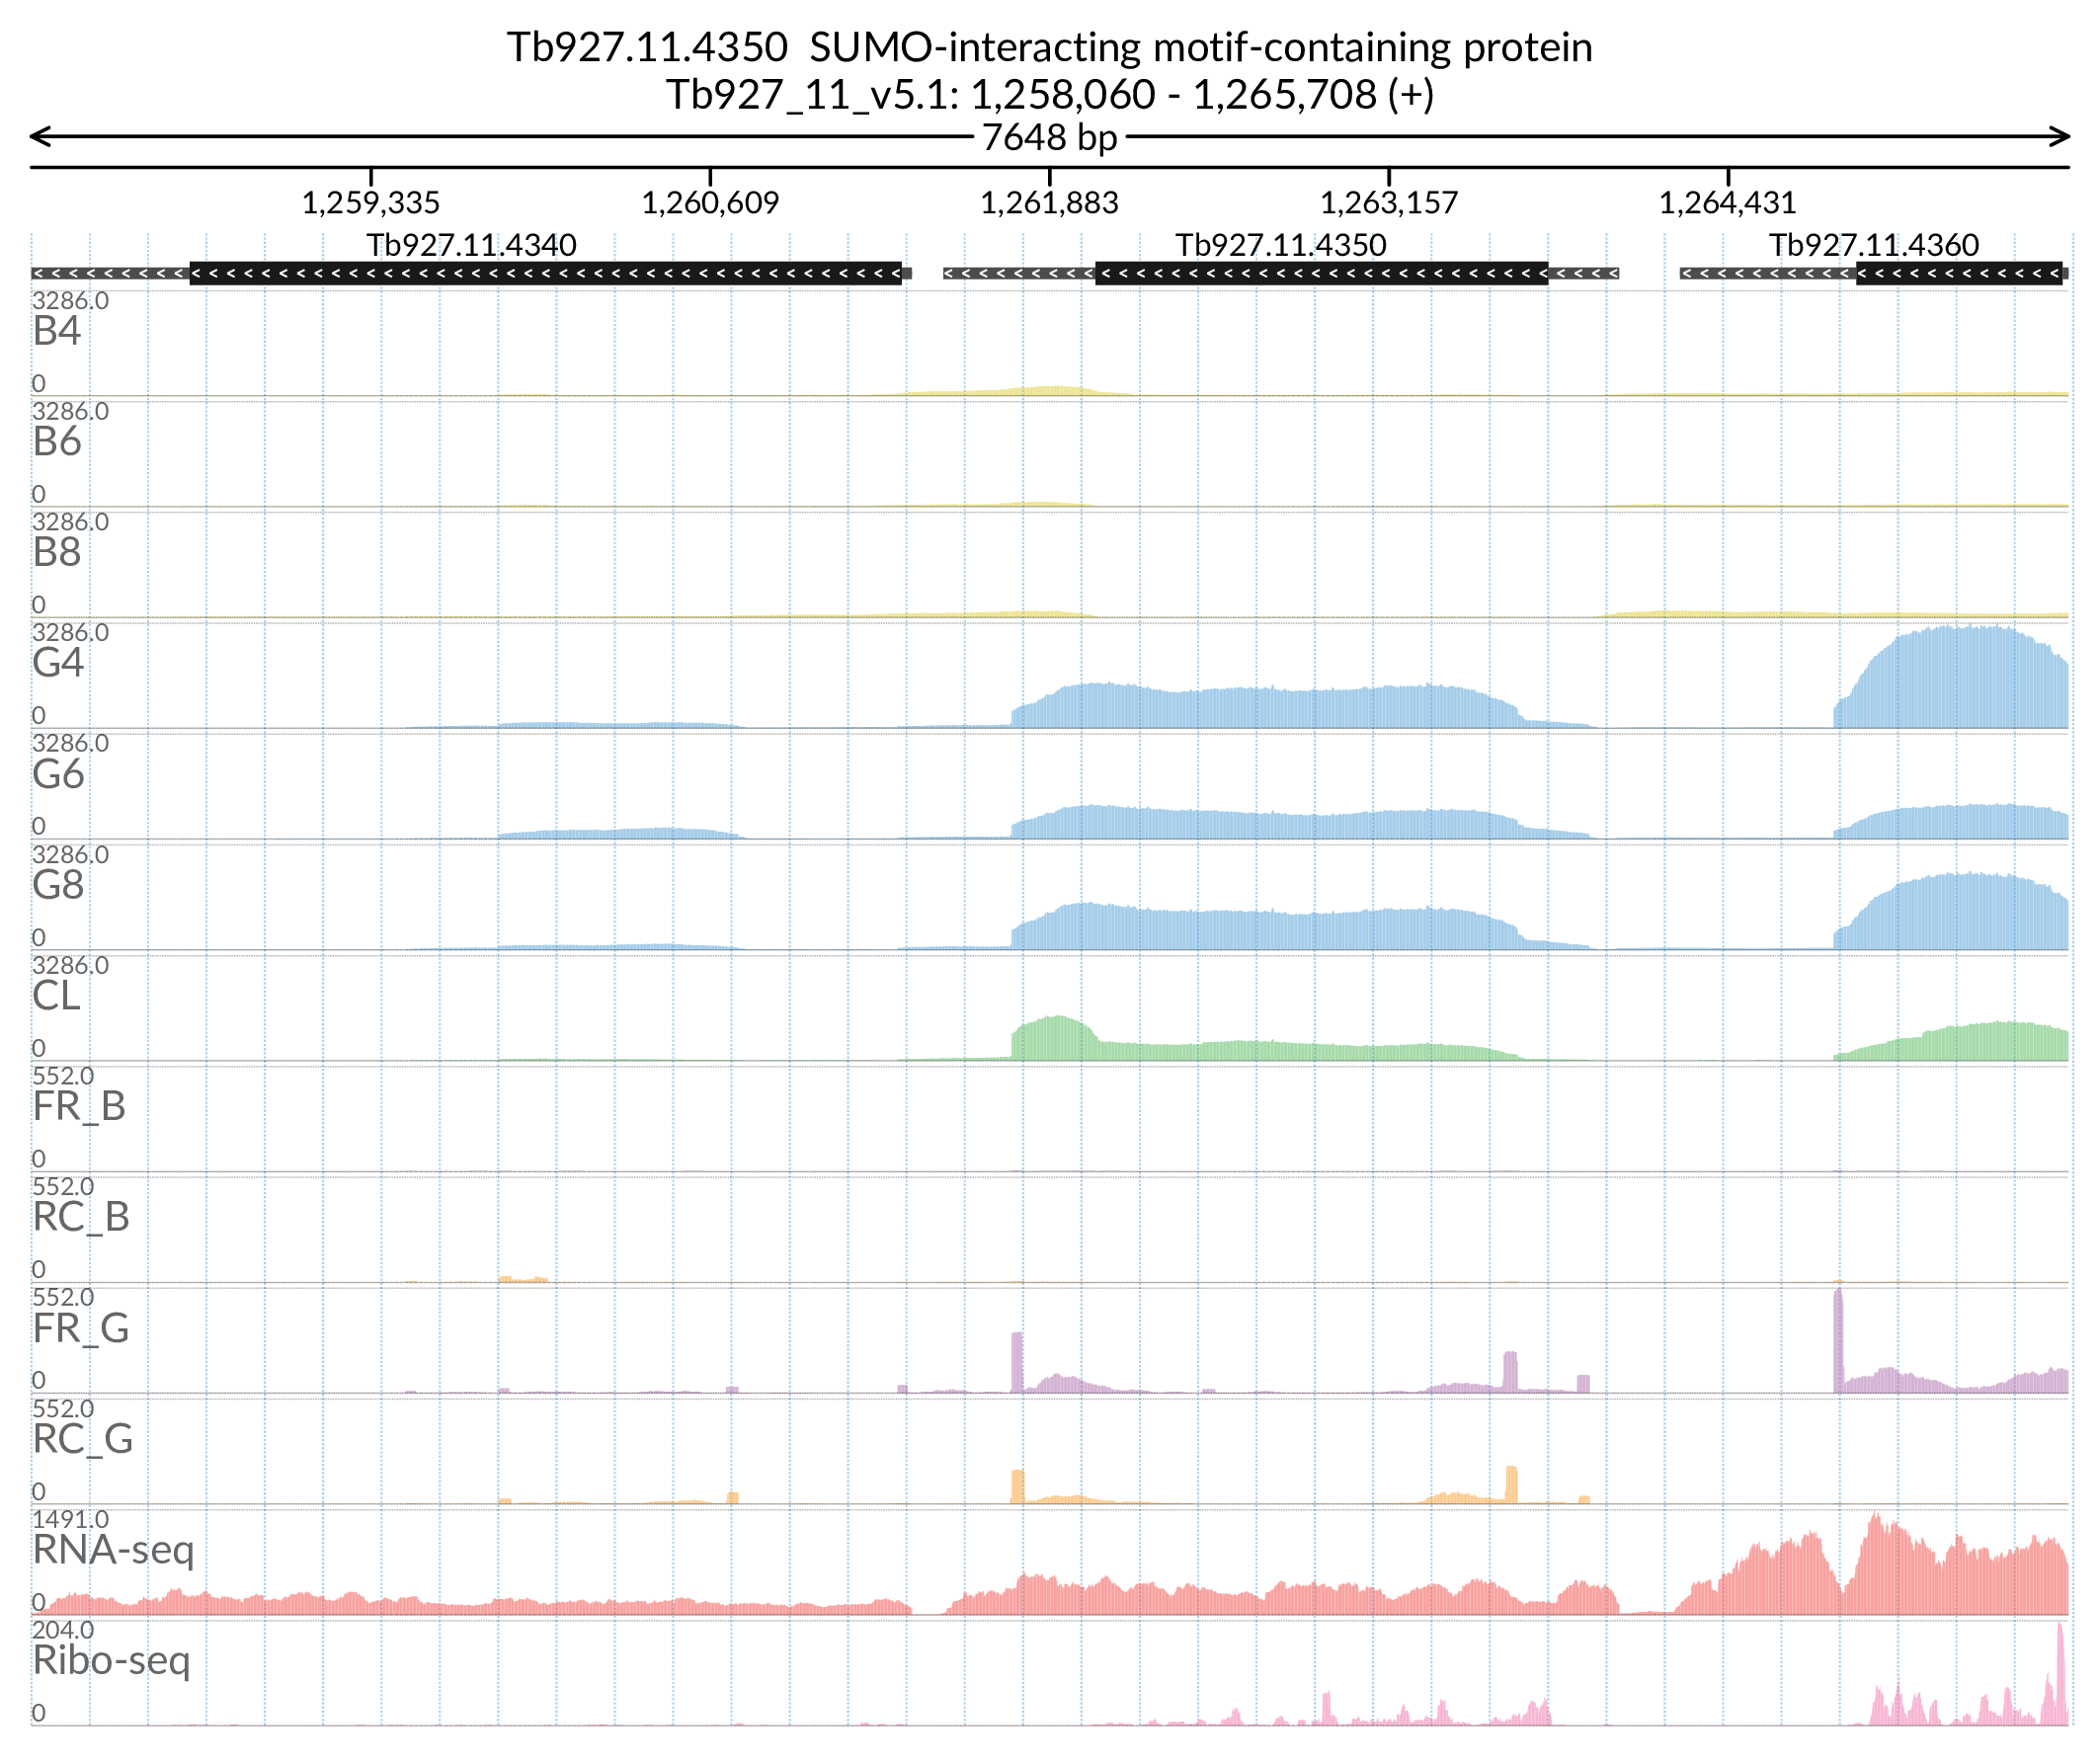 Tb927.11.4350 SUMO-interacting motif-containing protein
Tb927_11_v5.1: 1,258,060 - 1,265,708 (+)
7648 bp
1,259,335 1,260,609 1,261,883 1,263,157 1,264,431
Tb927.11.4340 Tb927.11.4350 Tb927.11.4360
3286.0
B4
0
3286.0
B6
0
3286.0
B8
0
3286.0
G4
0
3286.0
G6
0
3286.0
G8
0
3286.0
CL
0
552.0
FR_B
0
552.0
RC_B
0
552.0
FR_G
0
552.0
RC_G
0
1491.0
RNA-seq
0
204.0
Ribo-seq
0